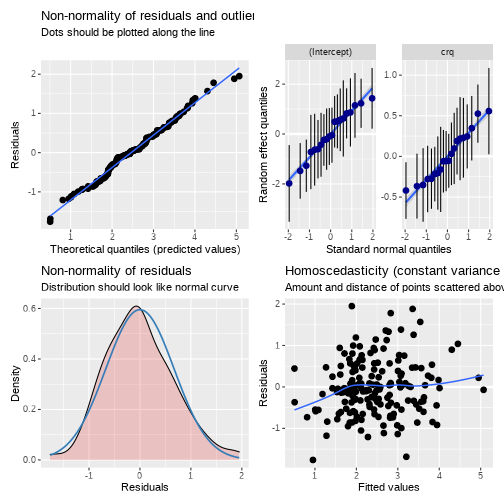 Non-normality of residuals and outlier
Dots should be plotted along the line
Residuals
2
1
0
-1
1
2
3
4
5
Theoretical quantiles (predicted values)
(Intercept)
crq
Random effect quantiles
2
0
-2
1.0
0.5
0.0
-0.5
-2
-1
0
1
2
-2
-1
0
1
2
Standard normal quantiles
Non-normality of residuals
Distribution should look like normal curve
Density
0.6
0.4
0.2
0.0
-1
0
1
2
Residuals
Homoscedasticity (constant variance
Amount and distance of points scattered abov
Residuals
2
1
0
-1
1
2
3
4
5
Fitted values